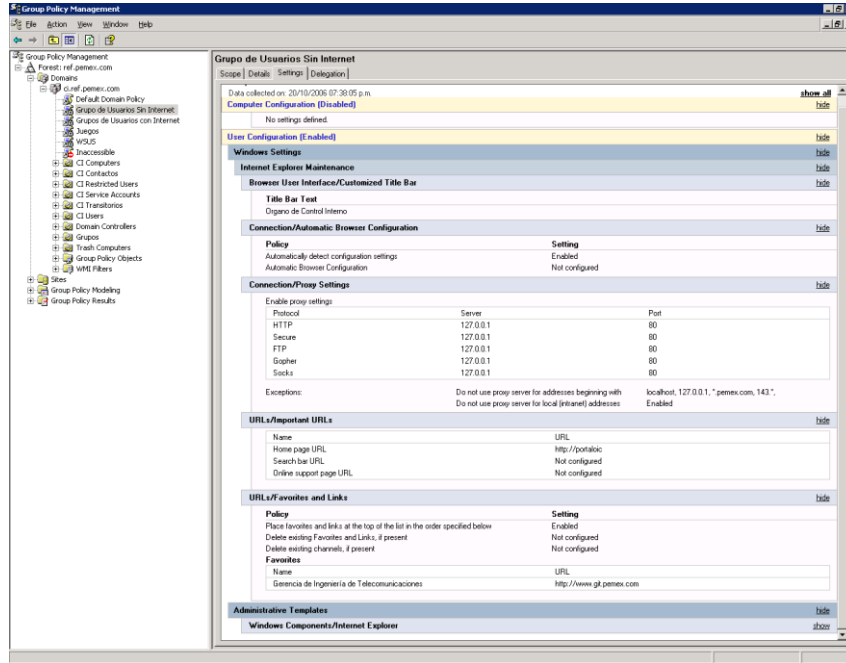 Group Policy Management
File Action View Window Help
Group Policy Management
Forest: ref.pemex.com
Domains
ci.ref.pemex.com
Default Domain Policy
Grupo de Usuarios Sin Internet
Grupos de Usuarios con Internet
Juegos
WSUS
Inaccessible
CI Computers
CI Contactos
CI Restricted Users
CI Service Accounts
CI Transitorios
CI Users
Domain Controllers
Grupos
Trash Computers
Group Policy Objects
WMI Filters
Sites
Group Policy Modeling
Group Policy Results
Grupo de Usuarios Sin Internet
Scope Details Settings Delegation
Data collected on: 20/10/2006 07:38:05 p.m. show all
Computer Configuration (Disabled) hide
No settings defined.
User Configuration (Enabled) hide
Windows Settings hide
Internet Explorer Maintenance hide
Browser User Interface/Customized Title Bar hide
Title Bar Text
Organo de Control Interno
Connection/Automatic Browser Configuration hide
Policy Setting
Automatically detect configuration settings Enabled
Automatic Browser Configuration Not configured
Connection/Proxy Settings hide
Enable proxy settings
Protocol Server Port
HTTP 127.0.0.1 80
Secure 127.0.0.1 80
FTP 127.0.0.1 80
Gopher 127.0.0.1 80
Socks 127.0.0.1 80
Exceptions: Do not use proxy server for addresses beginning with localhost, 127.0.0.1, *.pemex.com, 143.*,
Do not use proxy server for local (intranet) addresses Enabled
URLs/Important URLs hide
Name URL
Home page URL http://portaloic
Search bar URL Not configured
Online support page URL Not configured
URLs/Favorites and Links hide
Policy Setting
Place favorites and links at the top of the list in the order specified below Enabled
Delete existing Favorites and Links, if present Not configured
Delete existing channels, if present Not configured
Favorites
Name URL
Gerencia de Ingeniería de Telecomunicaciones http://www.git.pemex.com
Administrative Templates hide
Windows Components/Internet Explorer show